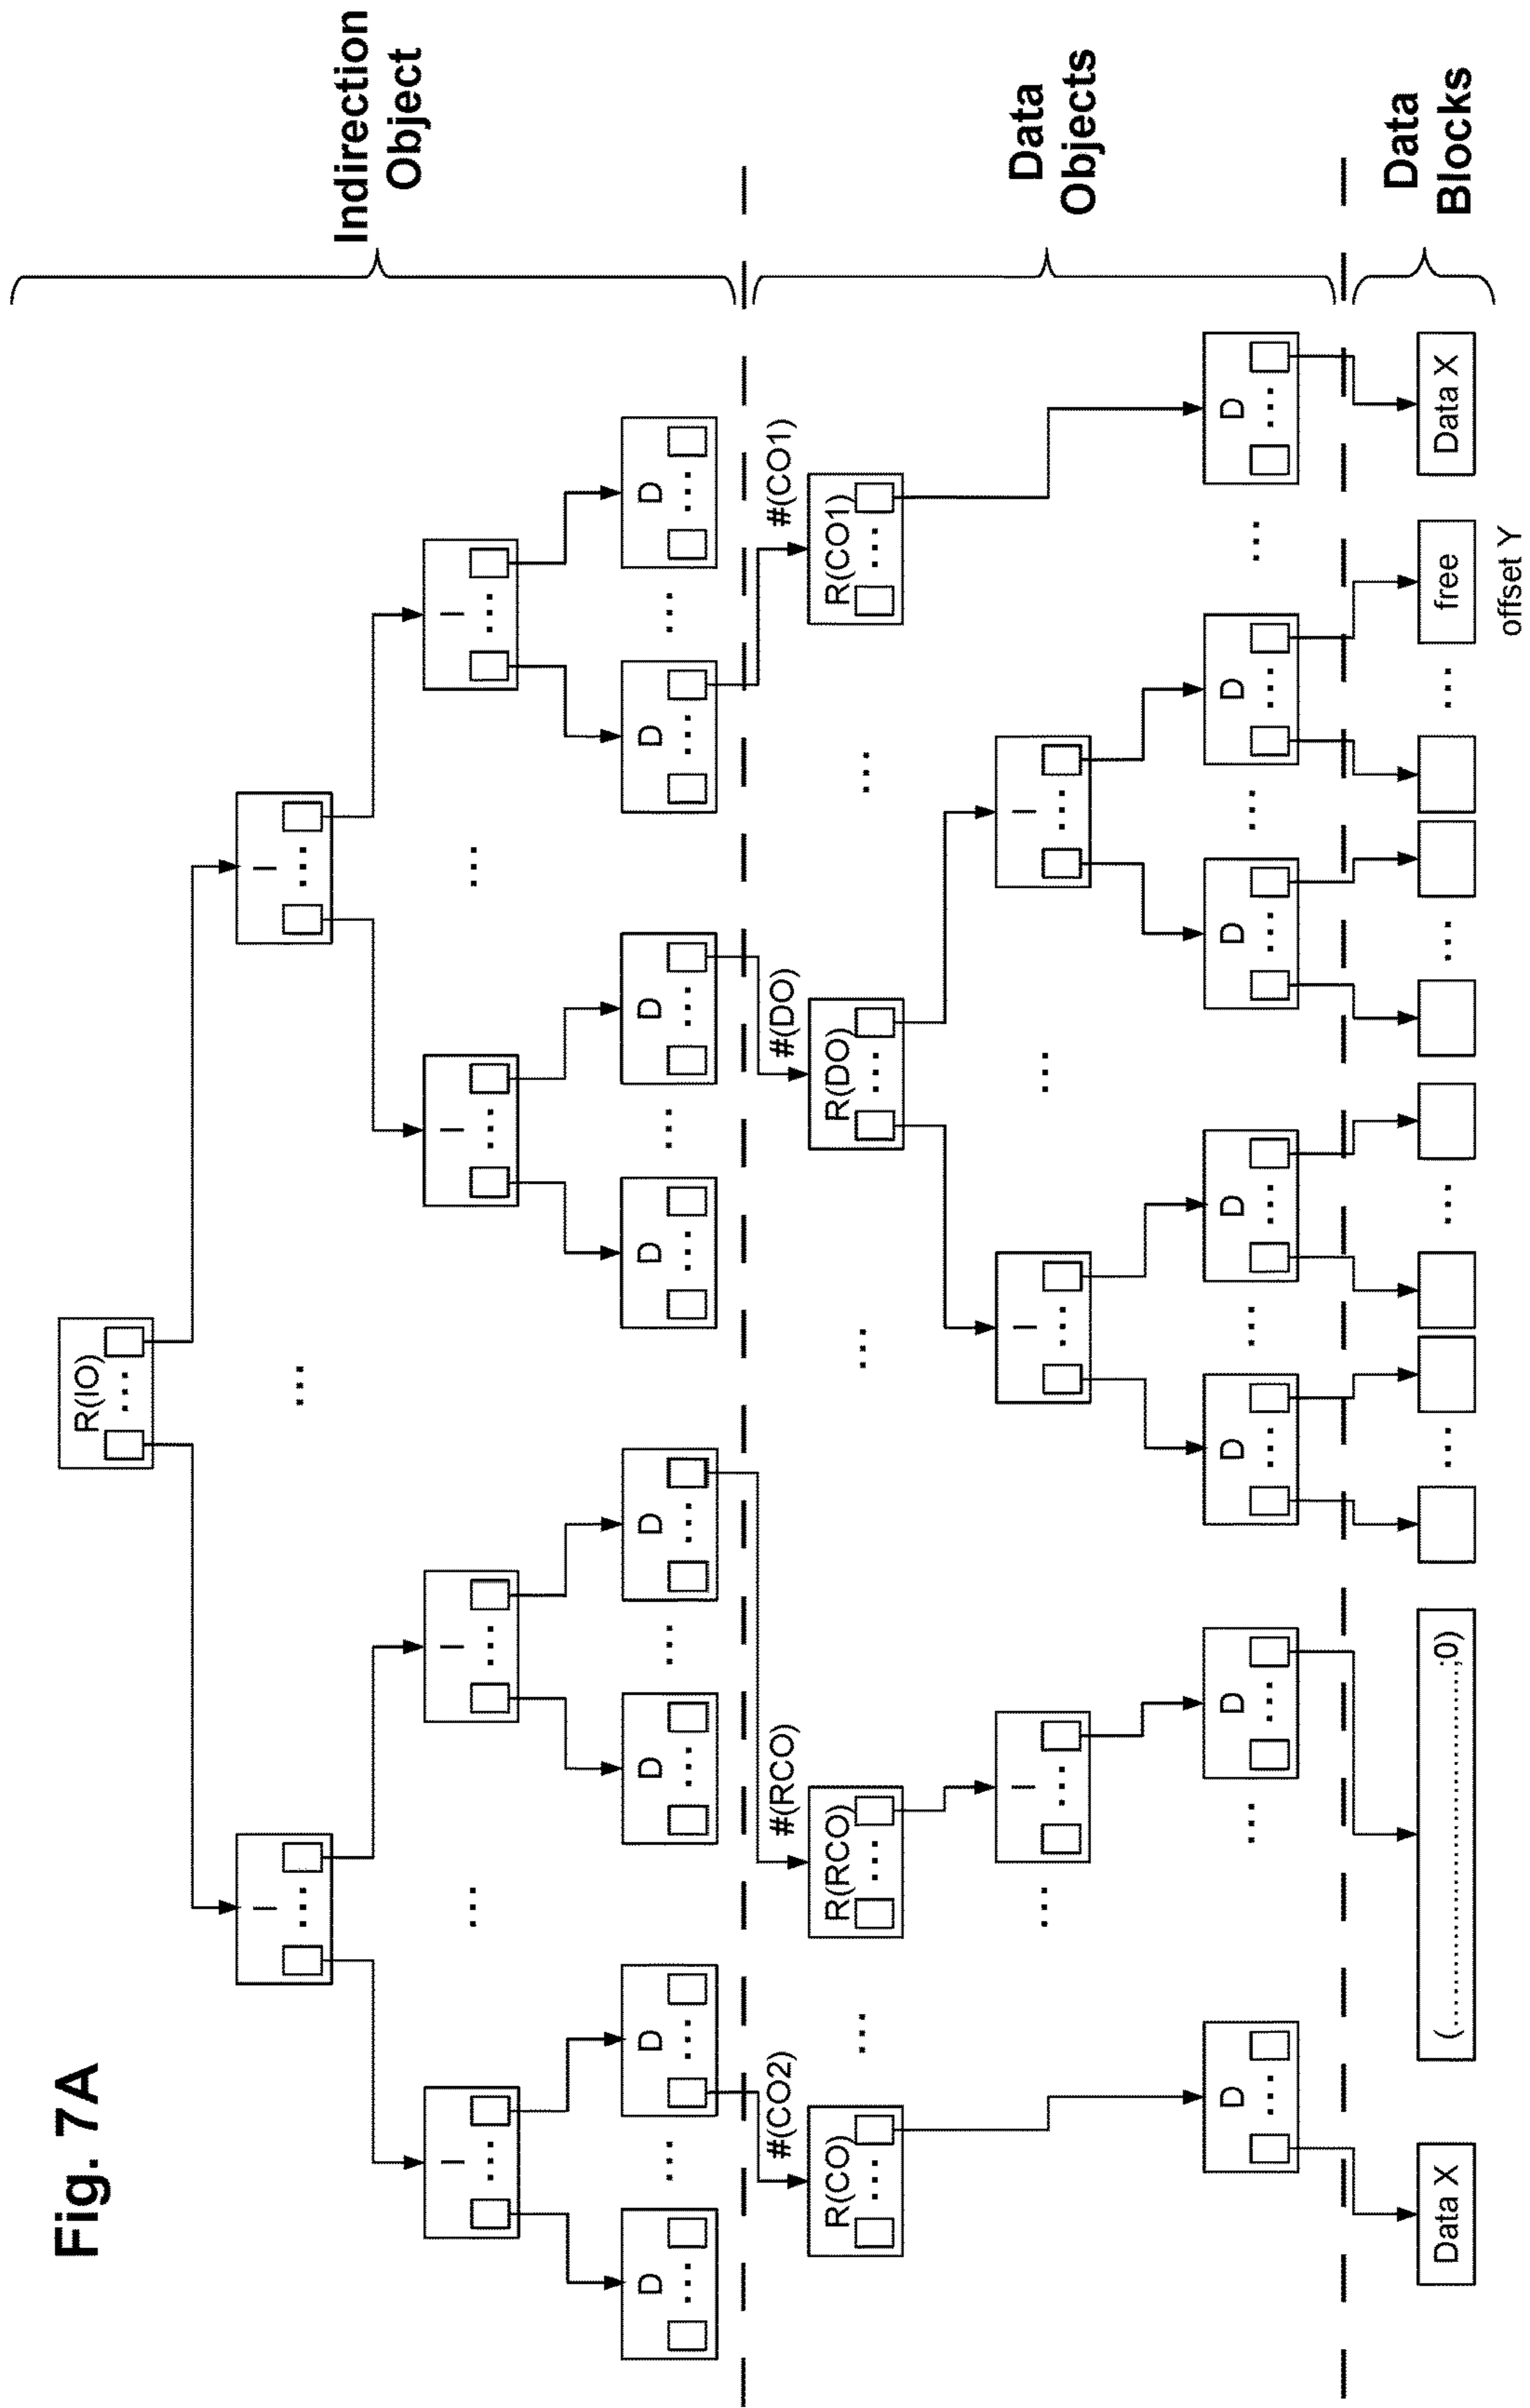 Fig. 7A
R(IO)
...
Indirection
Object
I
...
I
...
...
I
...
I
...
I
...
I
...
...
...
D
...
D
...
D
...
D
...
D
...
D
...
D
...
D
...
...
...
...
...
#(CO2)
#(RCO)
#(DO)
#(CO1)
R(CO)
...
R(RCO)
...
R(DO)
...
R(CO1)
...
...
...
...
Data
Objects
I
...
I
...
I
...
...
...
D
...
D
...
D
...
D
...
D
...
D
...
D
...
...
...
...
...
Data X
(..........................................;0)
...
...
...
...
free
Data X
offset Y
Data
Blocks